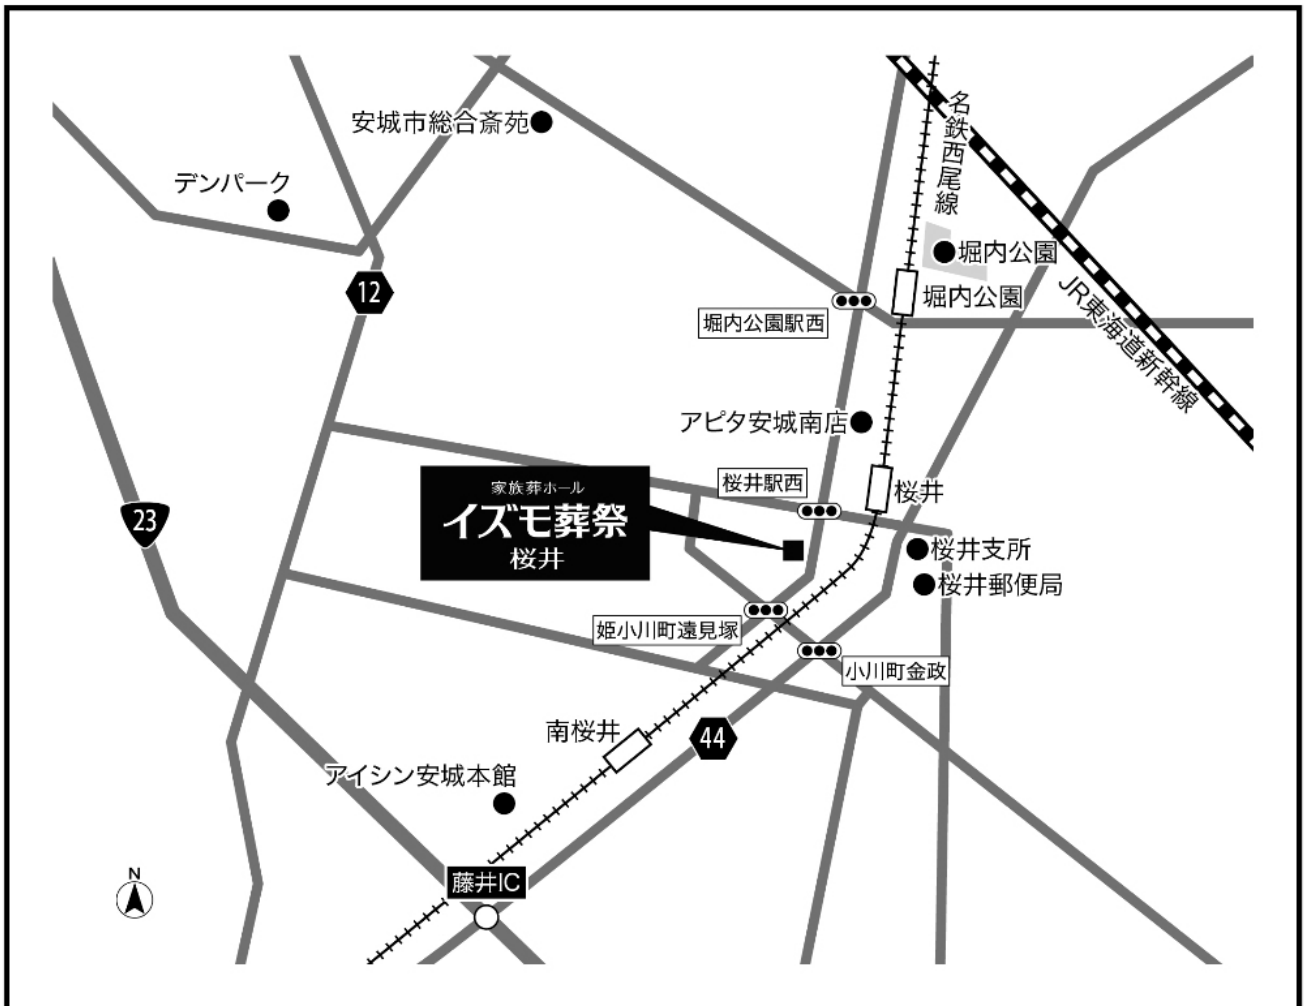 安城市総合斎苑
名鉄西尾線
デンパーク
堀内公園
12
堀内公園
JR東海道新幹線
堀内公園駅西
アピタ安城南店
桜井駅西
桜井
家族葬ホール
イズモ葬祭
桜井
23
桜井支所
桜井郵便局
姫小川町遠見塚
小川町金政
南桜井
44
アイシン安城本館
藤井IC
N